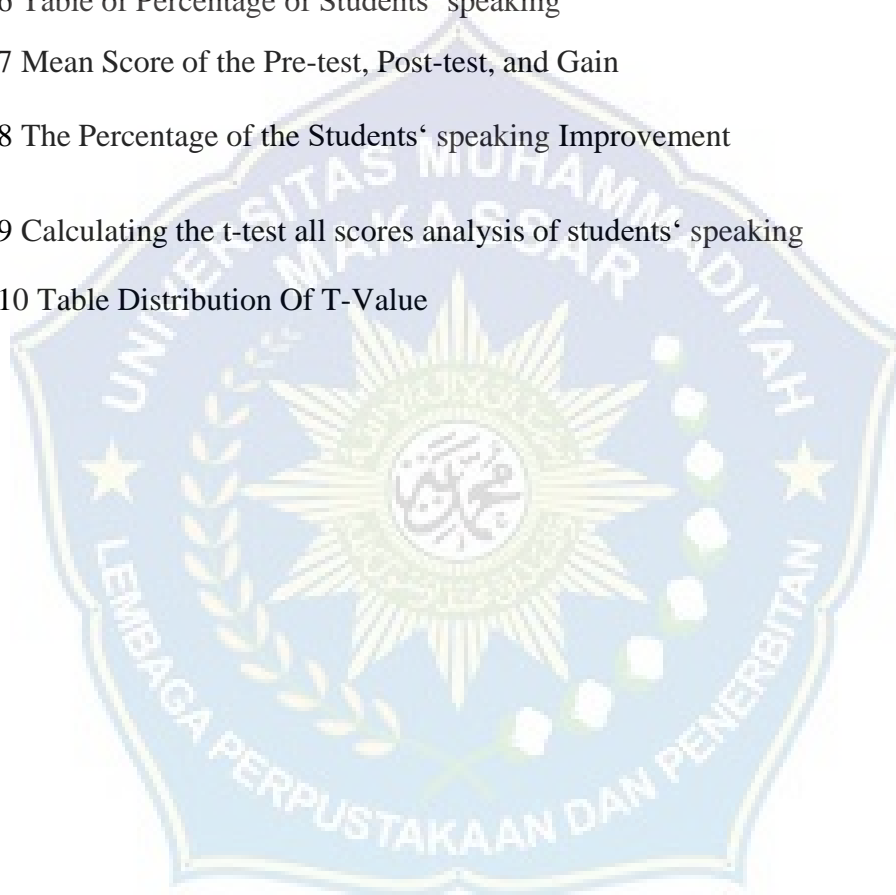 6 Table of Percentage of Students‘ speaking
7 Mean Score of the Pre-test, Post-test, and Gain
8 The Percentage of the Students‘ speaking Improvement
9 Calculating the t-test all scores analysis of students‘ speaking
10 Table Distribution Of T-Value
UNIVERSITAS MUHAMMADIYAH
MAKASSAR
LEMBAGA PERPUSTAKAAN DAN PENERBITAN